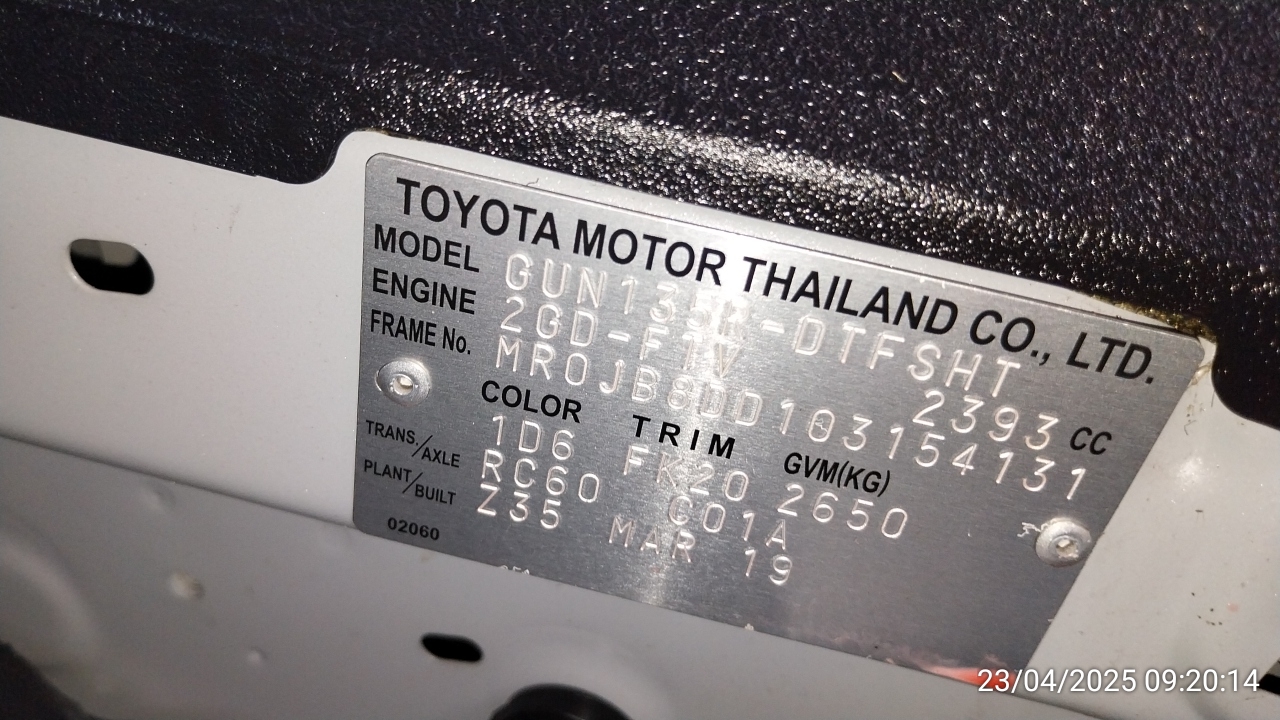 TOYOTA MOTOR THAILAND CO., LTD.
MODEL GUN135R-DTFSHT
ENGINE 2GD-FTV 2393 CC
FRAME No. MR0JB8DD103154131
COLOR TRIM GVM(KG)
1D6 FK20 2650
TRANS./AXLE RC60 C01A
PLANT/BUILT Z35 MAR 19
02060
23/04/2025 09:20:14